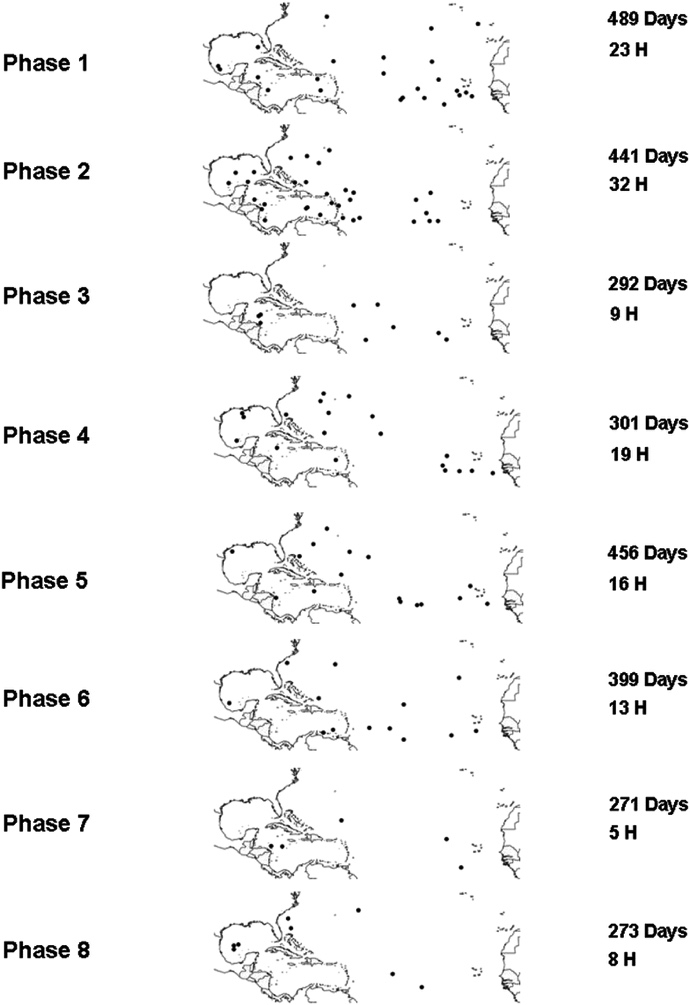 489 Days
Phase 1
23 H
441 Days
Phase 2
32 H
292 Days
Phase 3
9 H
301 Days
Phase 4
19 H
456 Days
Phase 5
16 H
399 Days
Phase 6
13 H
271 Days
Phase 7
5 H
273 Days
Phase 8
8 H